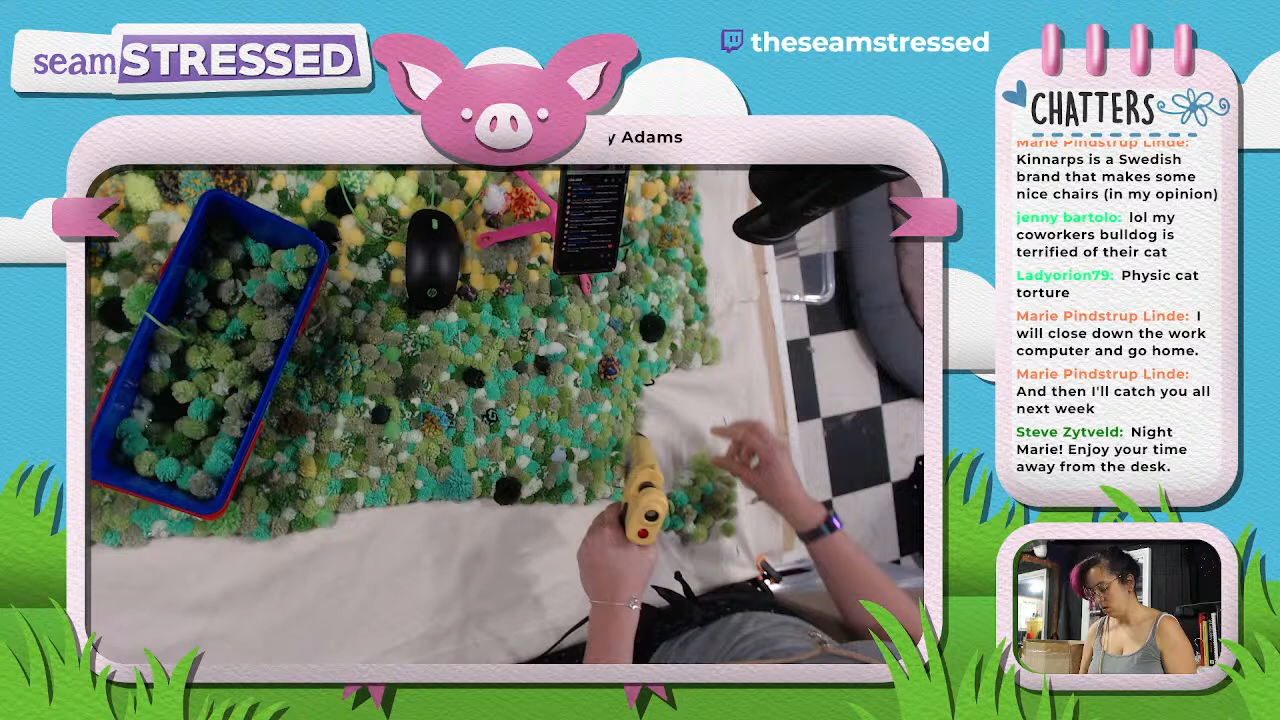 seamSTRESSED
theseamstressed
y Adams
CHATTERS
Marie Pindstrup Linde:
Kinnarps is a Swedish
brand that makes some
nice chairs (in my opinion)
jenny bartolo: lol my
coworkers bulldog is
terrified of their cat
Ladyorion79: Physic cat
torture
Marie Pindstrup Linde: I
will close down the work
computer and go home.
Marie Pindstrup Linde:
And then I'll catch you all
next week
Steve Zytveld: Night
Marie! Enjoy your time
away from the desk.